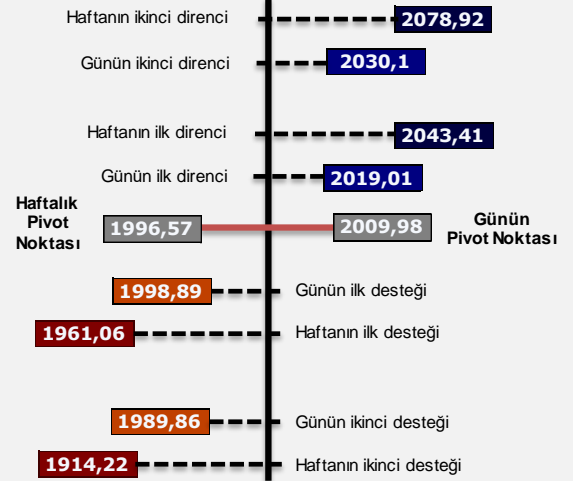 Haftanın ikinci direnci
2078,92
Günün ikinci direnci
2030,1
Haftanın ilk direnci
2043,41
Günün ilk direnci
2019,01
Haftalık
Pivot
Noktası
1996,57
2009,98
Günün
Pivot Noktası
1998,89
Günün ilk desteği
1961,06
Haftanın ilk desteği
1989,86
Günün ikinci desteği
1914,22
Haftanın ikinci desteği